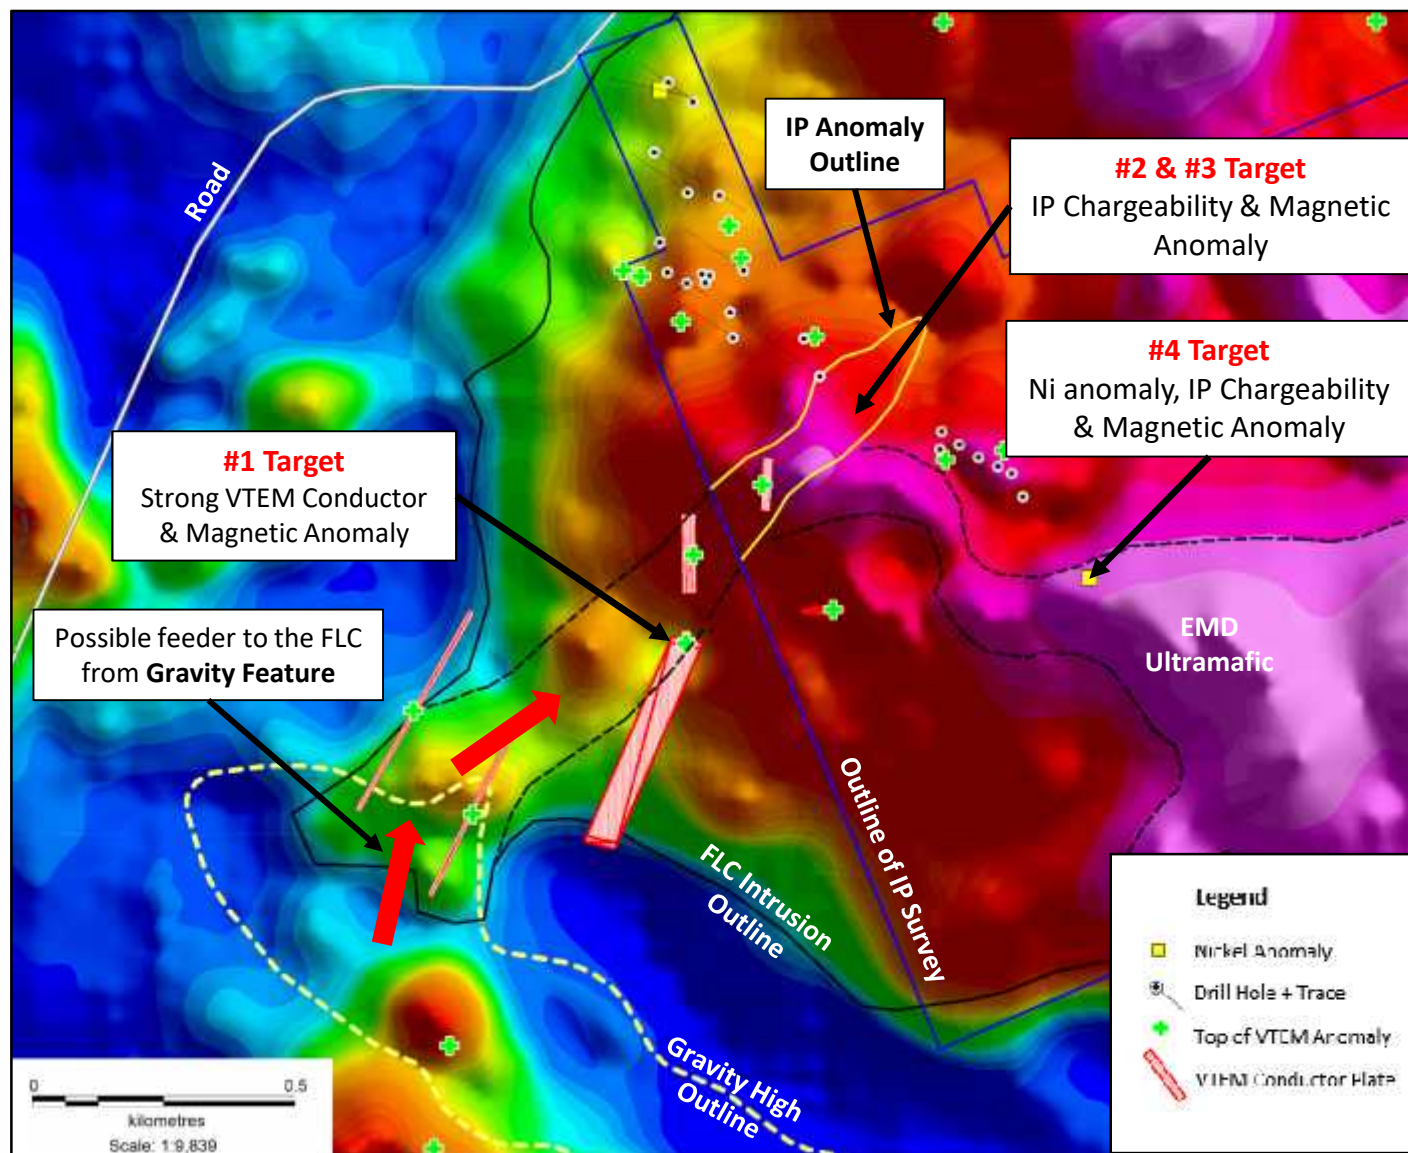 IP Anomaly
Outline
#2 & #3 Target
IP Chargeability & Magnetic
Anomaly
Road
#4 Target
Ni anomaly, IP Chargeability
& Magnetic Anomaly
#1 Target
Strong VTEM Conductor
& Magnetic Anomaly
Possible feeder to the FLC
from Gravity Feature
EMD
Ultramafic
Outline of IP Survey
FLC Intrusion
Outline
Gravity High
Outline
Legend
Nickel Anomaly
Drill Hole + Trace
Top of VTEM Anomaly
VTEM Conductor Plate
0 0.5
kilometres
Scale: 1:9,839